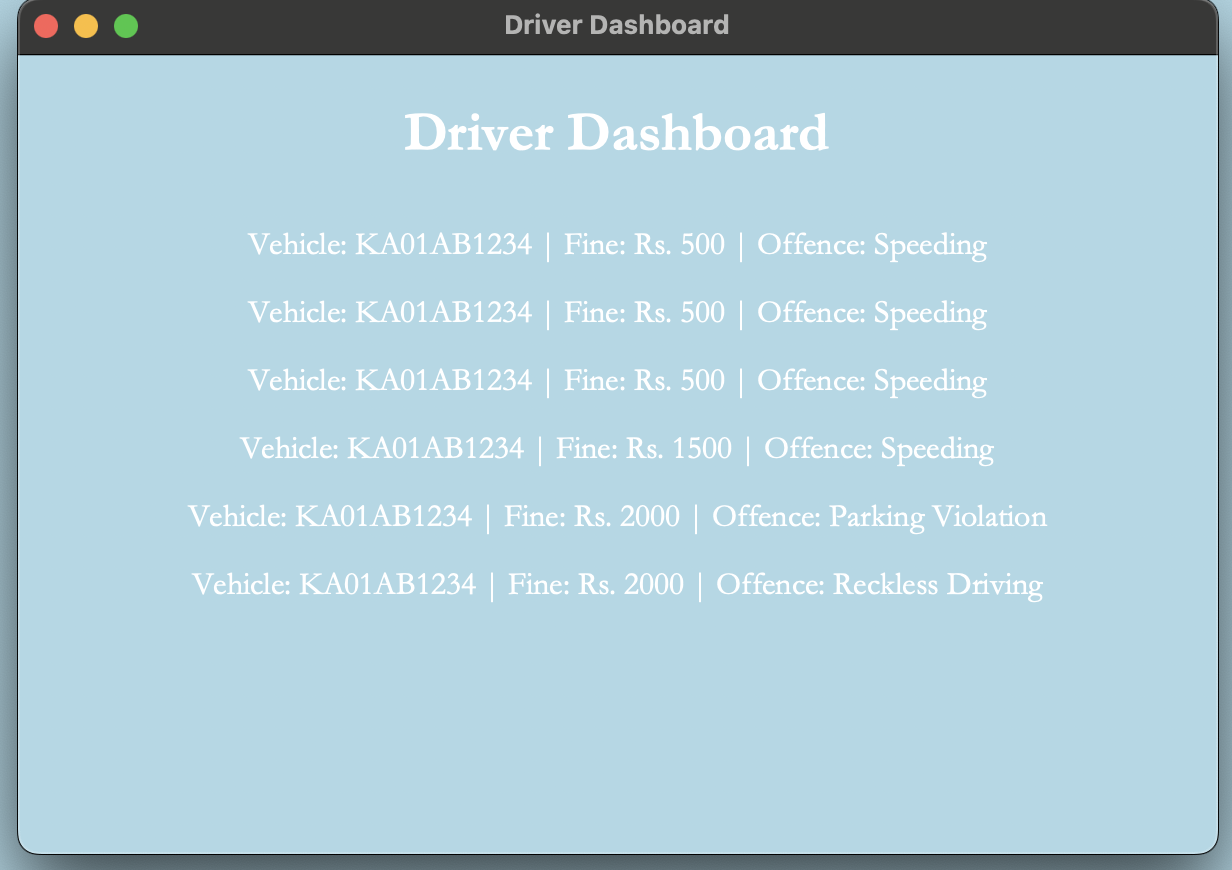 Driver Dashboard
Driver Dashboard
Vehicle: KA01AB1234 | Fine: Rs. 500 | Offence: Speeding
Vehicle: KA01AB1234 | Fine: Rs. 500 | Offence: Speeding
Vehicle: KA01AB1234 | Fine: Rs. 500 | Offence: Speeding
Vehicle: KA01AB1234 | Fine: Rs. 1500 | Offence: Speeding
Vehicle: KA01AB1234 | Fine: Rs. 2000 | Offence: Parking Violation
Vehicle: KA01AB1234 | Fine: Rs. 2000 | Offence: Reckless Driving